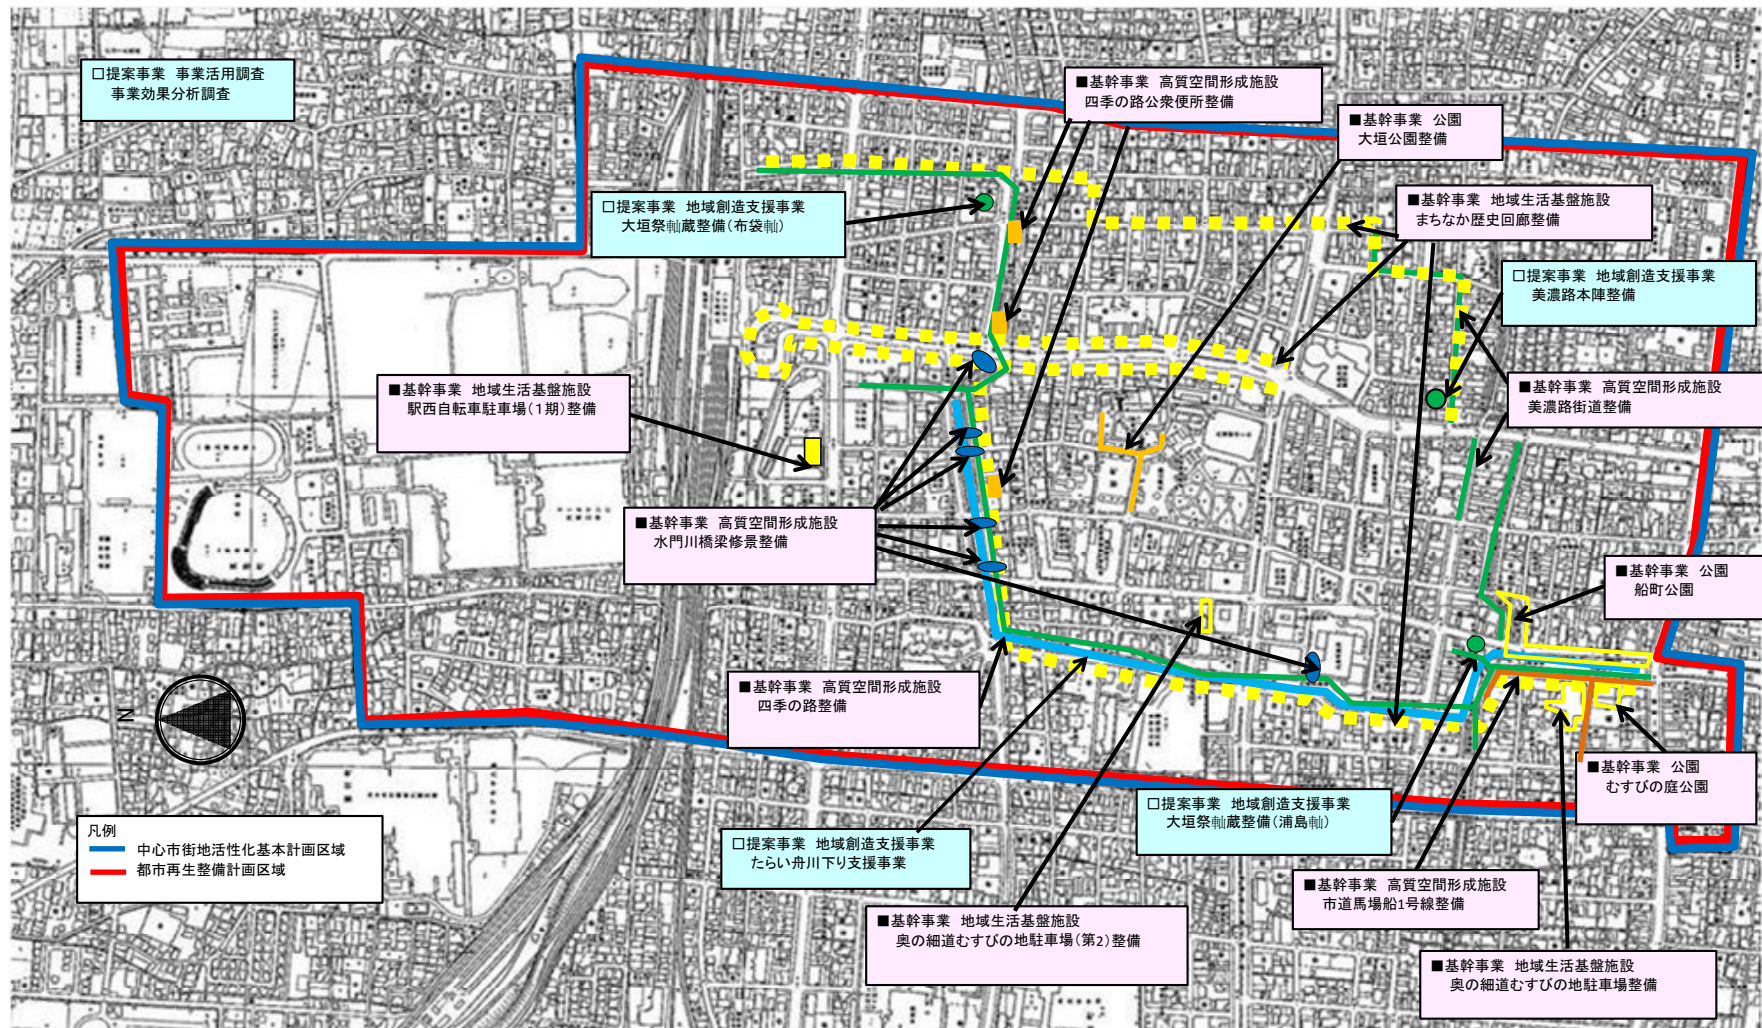 □提案事業 事業活用調査
事業効果分析調査
■基幹事業 高質空間形成施設
四季の路公衆便所整備
■基幹事業 公園
大垣公園整備
□提案事業 地域創造支援事業
大垣祭軕蔵整備(布袋軕)
■基幹事業 地域生活基盤施設
まちなか歴史回廊整備
□提案事業 地域創造支援事業
美濃路本陣整備
■基幹事業 地域生活基盤施設
駅西自転車駐車場(1期)整備
■基幹事業 高質空間形成施設
美濃路街道整備
■基幹事業 高質空間形成施設
水門川橋梁修景整備
■基幹事業 公園
船町公園
■基幹事業 高質空間形成施設
四季の路整備
N
■基幹事業 公園
むすびの庭公園
□提案事業 地域創造支援事業
大垣祭軕蔵整備(浦島軕)
凡例
中心市街地活性化基本計画区域
都市再生整備計画区域
□提案事業 地域創造支援事業
たらい舟川下り支援事業
■基幹事業 高質空間形成施設
市道馬場船1号線整備
■基幹事業 地域生活基盤施設
奥の細道むすびの地駐車場(第2)整備
■基幹事業 地域生活基盤施設
奥の細道むすびの地駐車場整備